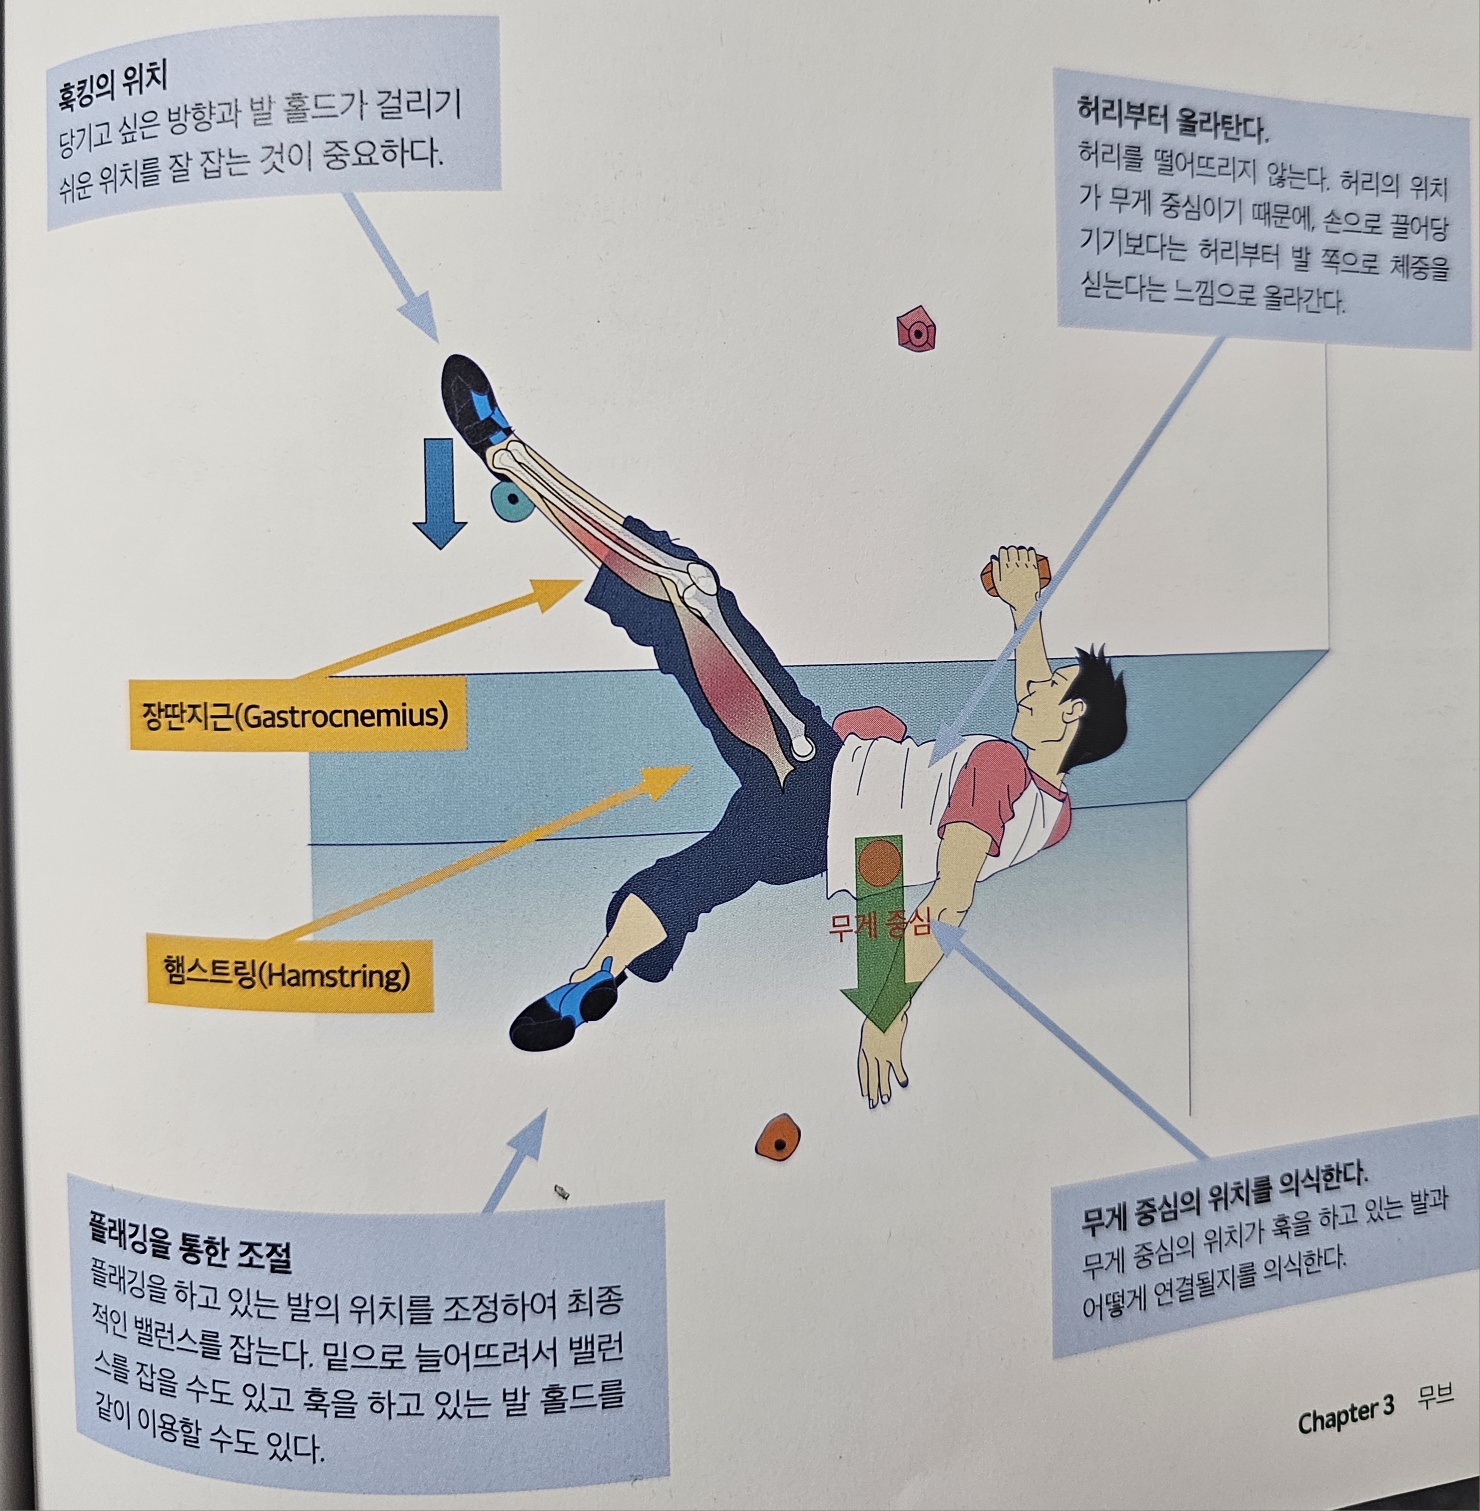 훅킹의 위치
당기고 싶은 방향과 발 홀드가 걸리기
쉬운 위치를 잘 잡는 것이 중요하다.
허리부터 올라탄다.
허리를 떨어뜨리지 않는다. 허리의 위치
가 무게 중심이기 때문에, 손으로 끌어당
기기보다는 허리부터 발 쪽으로 체중을
싣는다는 느낌으로 올라간다.
장딴지근(Gastrocnemius)
햄스트링(Hamstring)
무게 중심
플래깅을 통한 조절
플래깅을 하고 있는 발의 위치를 조정하여 최종
적인 밸런스를 잡는다. 밑으로 늘어뜨려서 밸런
스를 잡을 수도 있고 훅을 하고 있는 발 홀드를
같이 이용할 수도 있다.
무게 중심의 위치를 의식한다.
무게 중심의 위치가 훅을 하고 있는 발과
어떻게 연결될지를 의식한다.
Chapter 3 무브